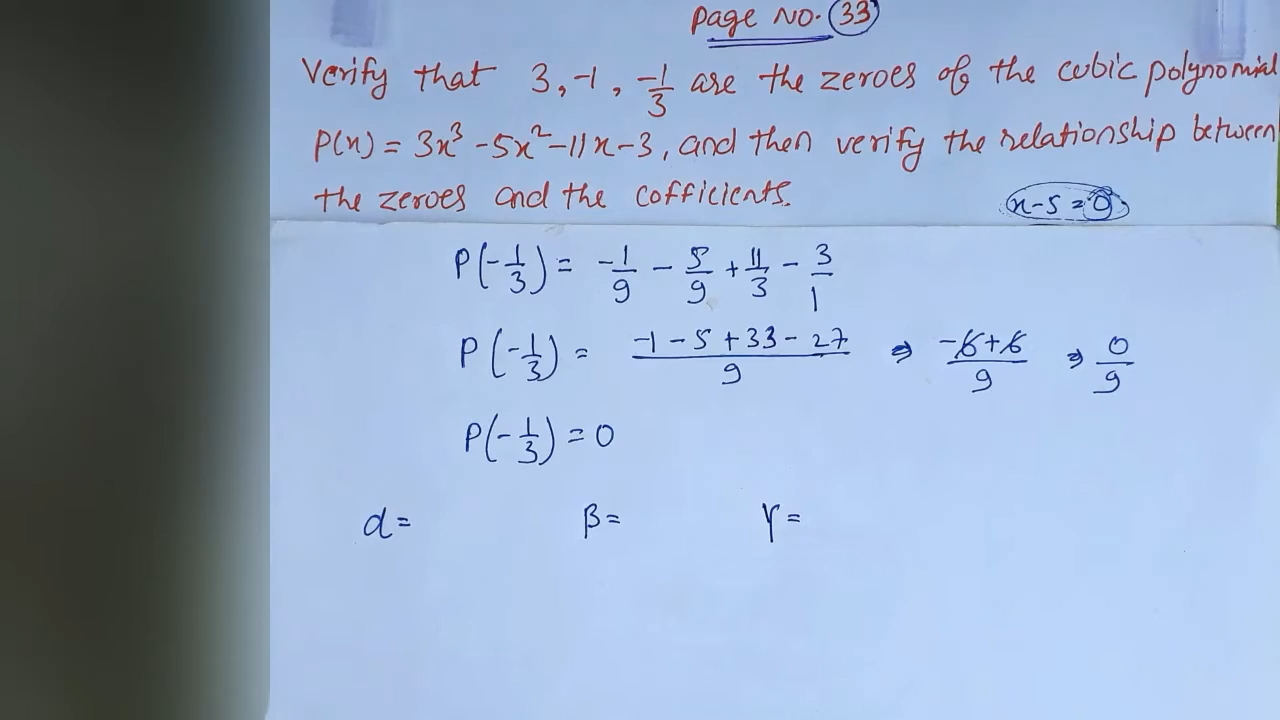 Page No. 33
Verify that 3, -1, -1/3 are the zeroes of the cubic polynomial
P(x) = 3x³ -5x² -11x -3, and then verify the relationship between
the zeroes and the cofficients.
x-5=0
P(-1/3) = -1/9 - 5/9 + 11/3 - 3/1
P(-1/3) = (-1-5+33-27)/9 ⇒ (-6+6)/9 ⇒ 0/9
P(-1/3) = 0
α= β= γ=